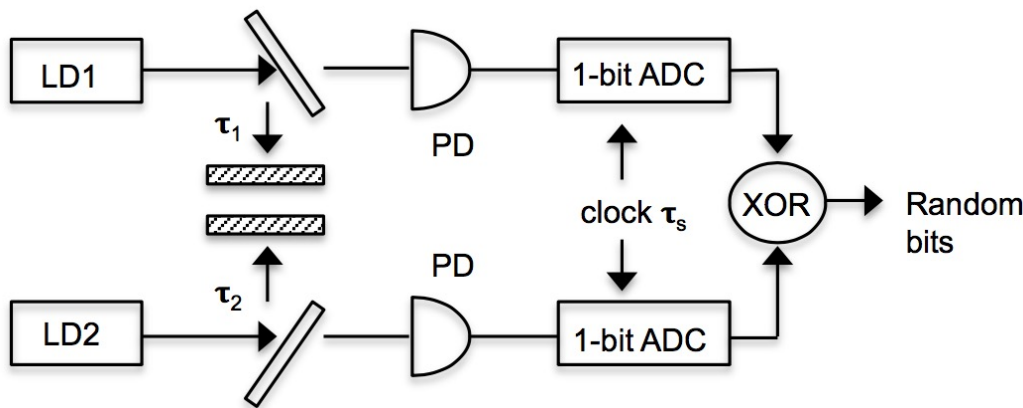 LD1
1-bit ADC
τ₁
PD
clock τₛ
XOR
Random
bits
PD
τ₂
LD2
1-bit ADC